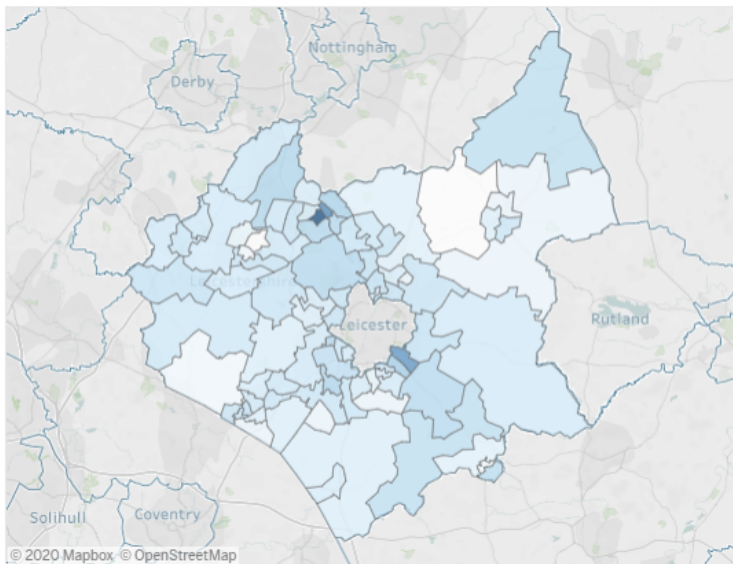 Nottingham
Derby
Leicestershire
Leicester
Rutland
Solihull
Coventry
© 2020 Mapbox © OpenStreetMap